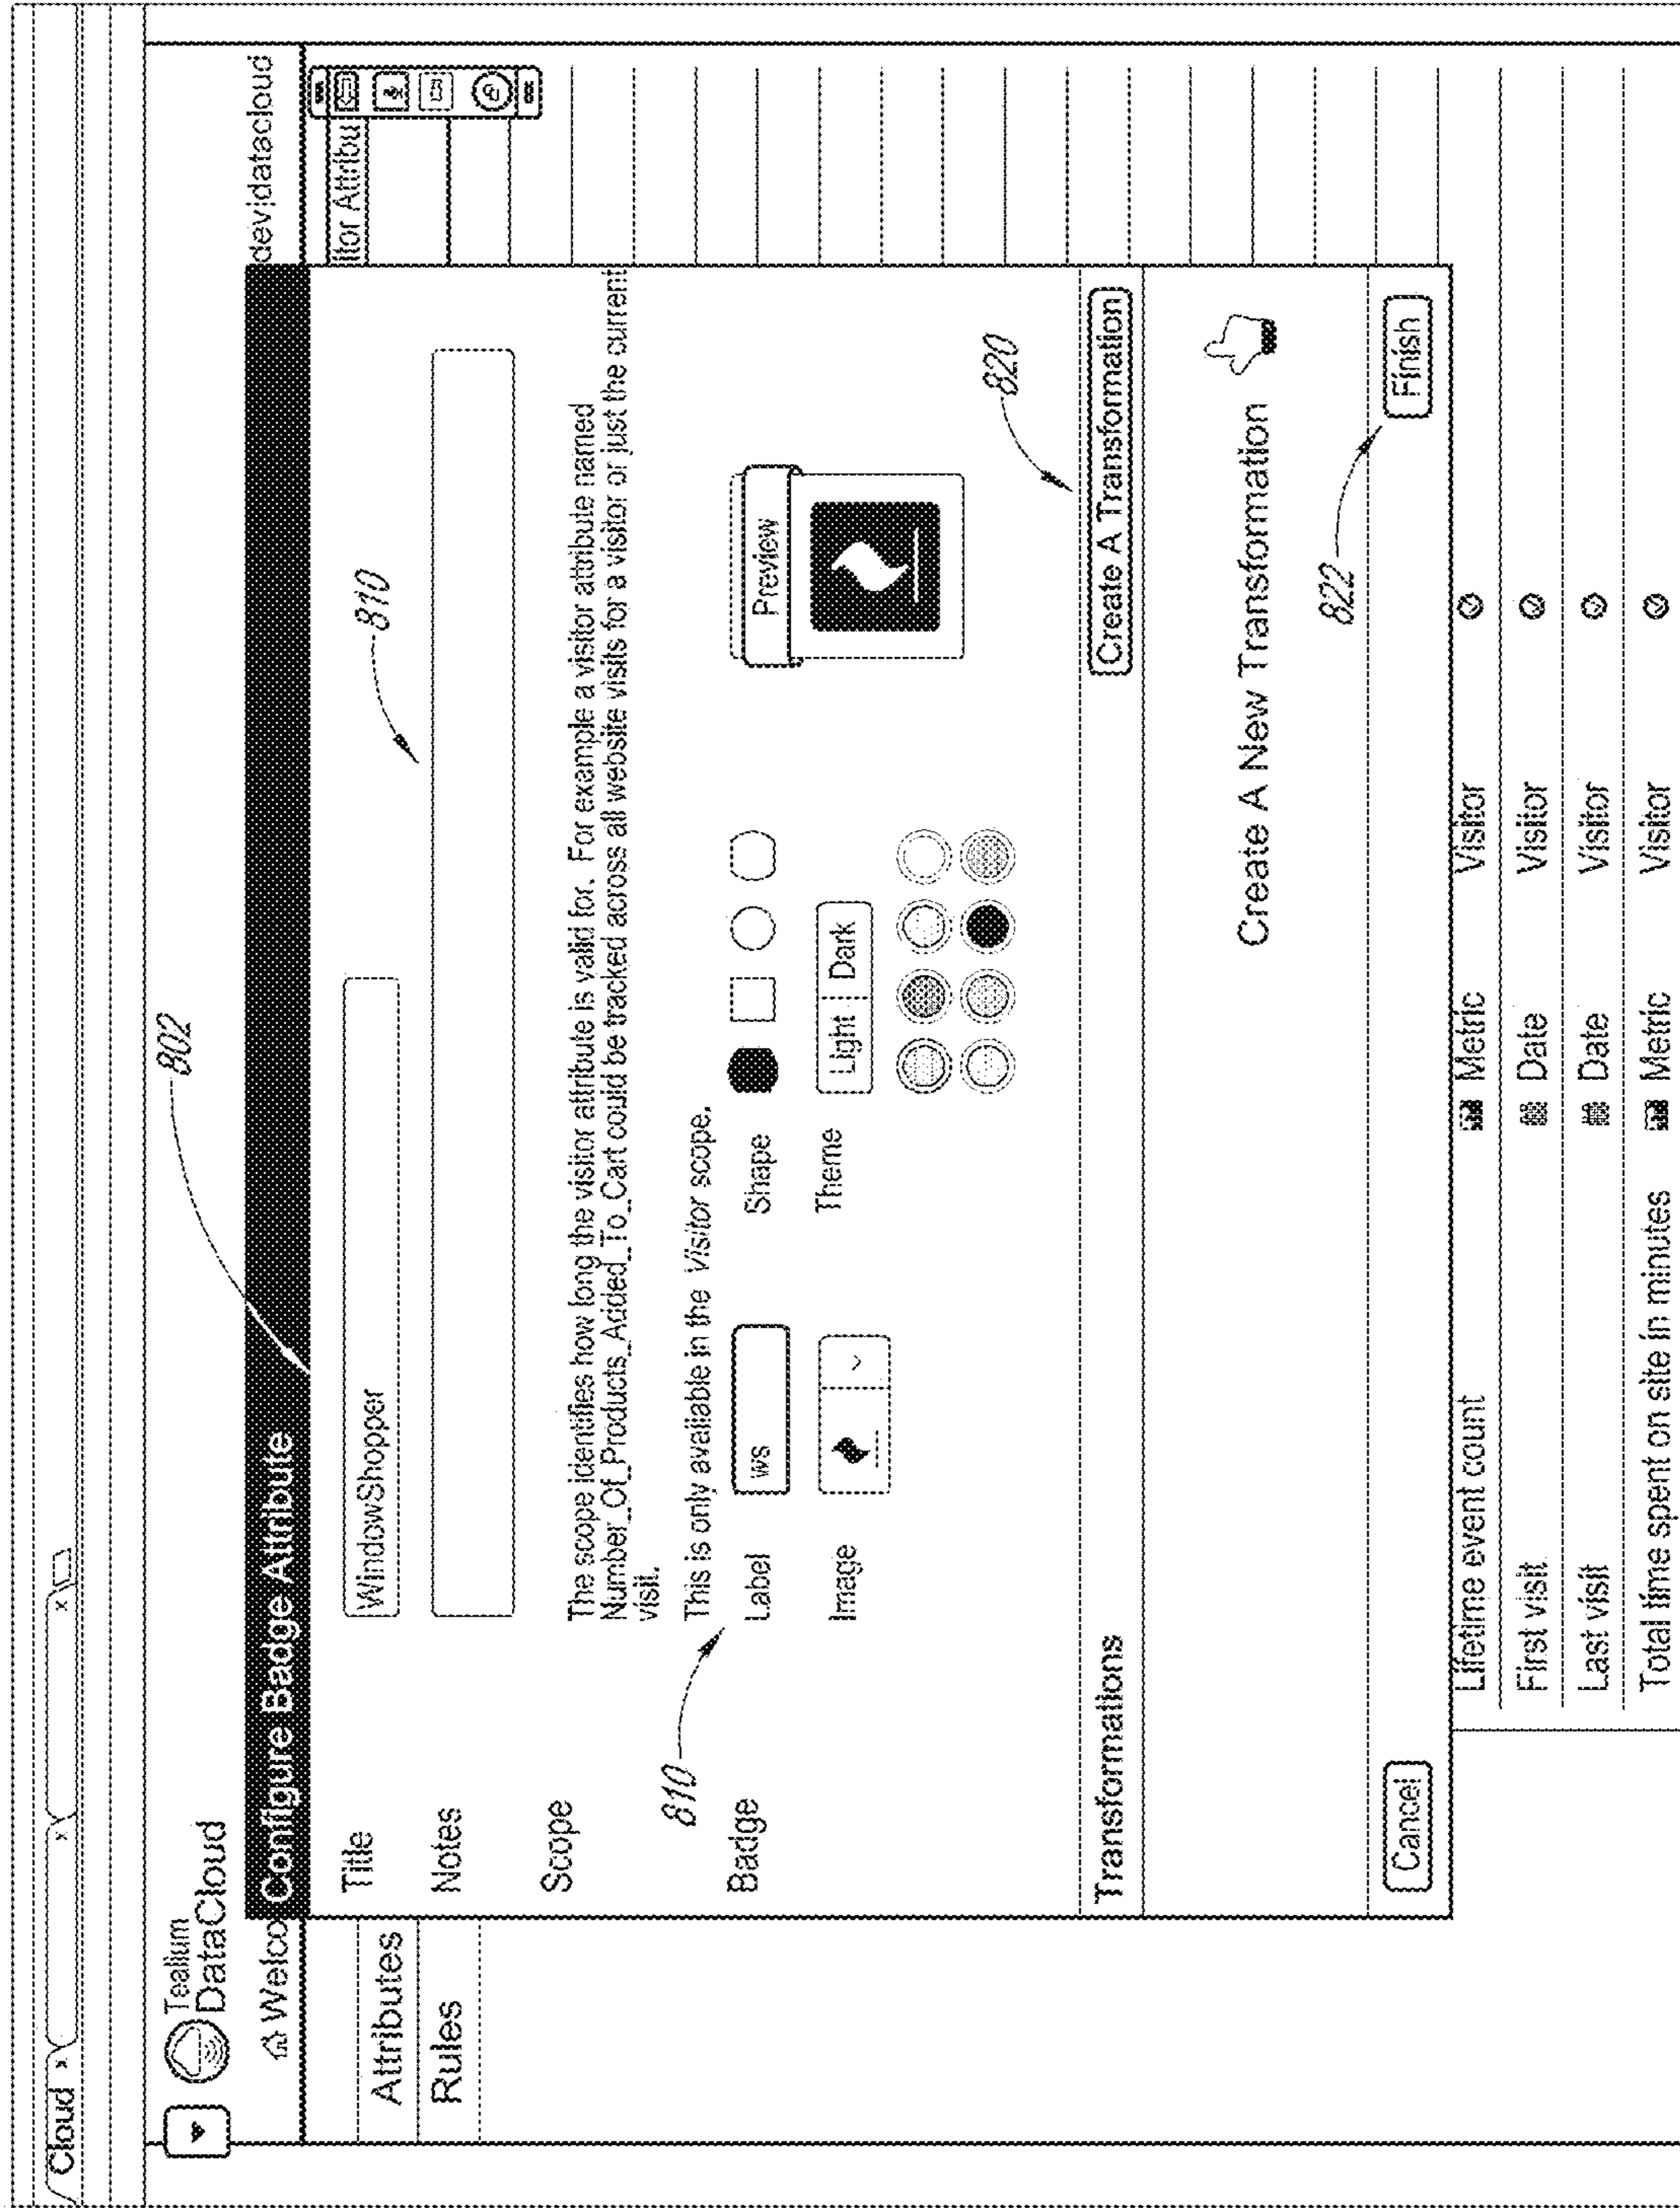 Cloud x
x
x
Tealium
DataCloud
dev|datacloud
Welco
Configure Badge Attribute
802
Attributes
Rules
itor Attribu
Title
WindowShopper
810
Notes
Scope
The scope identifies how long the visitor attribute is valid for. For example a visitor attribute named
Number_Of_Products_Added_To_Cart could be tracked across all website visits for a visitor or just the current
visit.
This is only available in the Visitor scope.
810
Badge
Label
ws
Shape
Preview
Image
Theme
Light
Dark
820
Transformations
Create A Transformation
Create A New Transformation
822
Cancel
Finish
Lifetime event count Metric Visitor
First visit Date Visitor
Last visit Date Visitor
Total time spent on site in minutes Metric Visitor